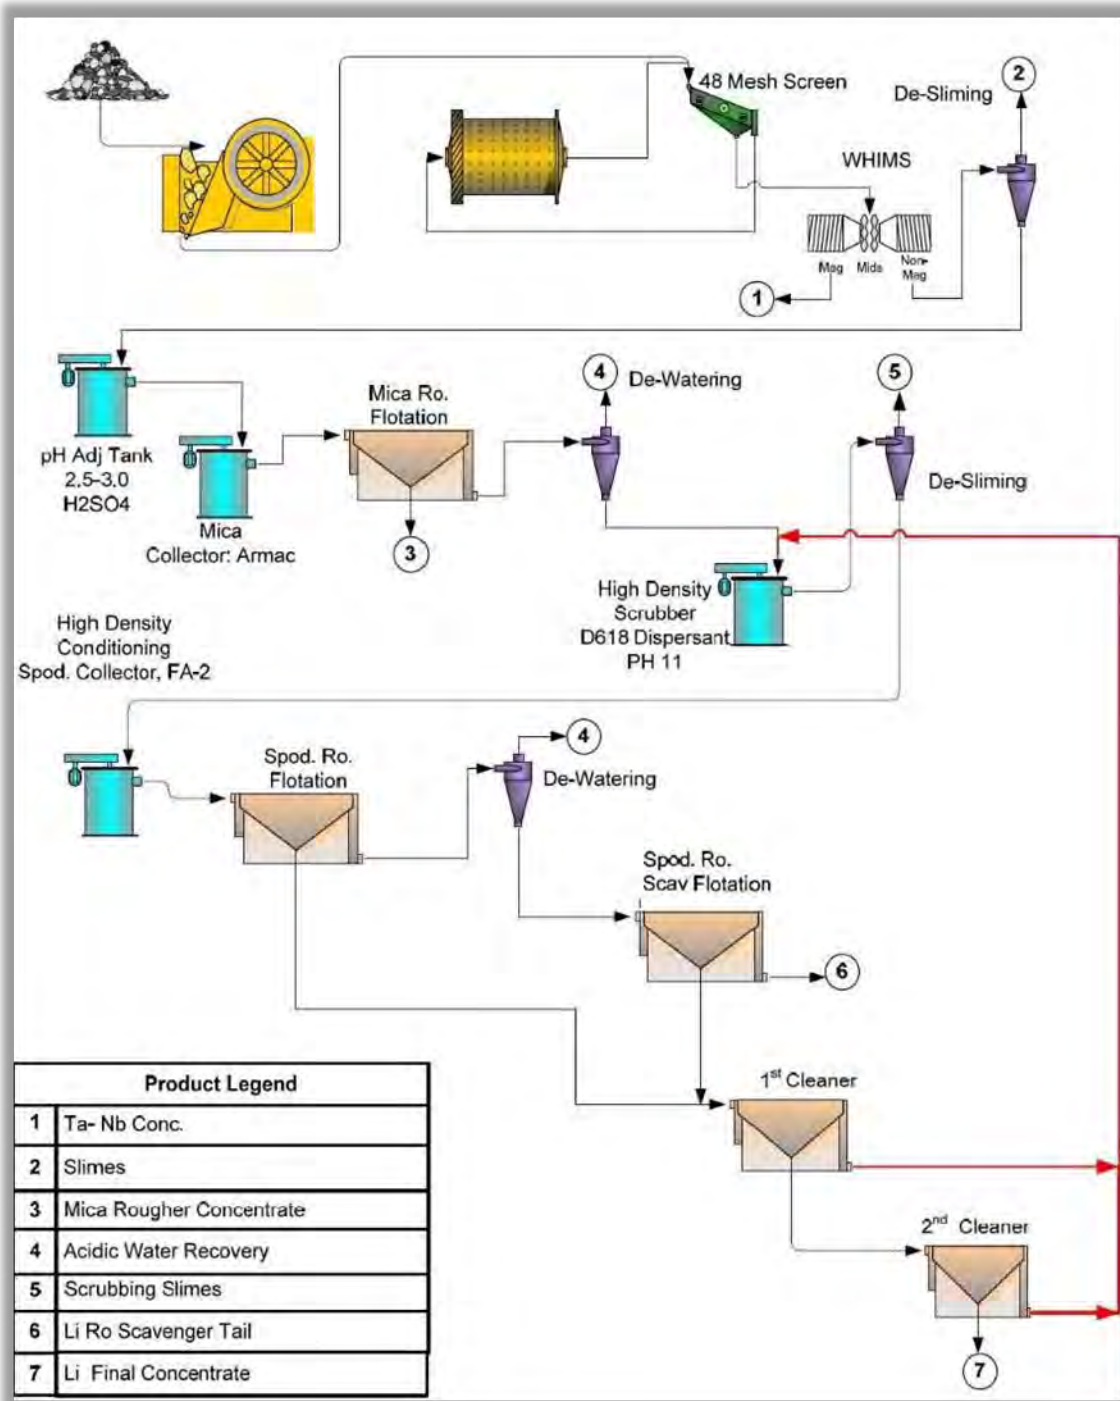 48 Mesh Screen
2
De-Sliming
WHIMS
Mag
Mids
Non-
Mag
1
pH Adj Tank
2.5-3.0
H2SO4
Mica
Collector: Armac
Mica Ro.
Flotation
3
4
De-Watering
5
De-Sliming
High Density
Scrubber
D618 Dispersant
PH 11
High Density
Conditioning
Spod. Collector, FA-2
Spod. Ro.
Flotation
4
De-Watering
Spod. Ro.
Scav Flotation
6
1st Cleaner
2nd Cleaner
7
Product Legend
1 Ta- Nb Conc.
2 Slimes
3 Mica Rougher Concentrate
4 Acidic Water Recovery
5 Scrubbing Slimes
6 Li Ro Scavenger Tail
7 Li Final Concentrate